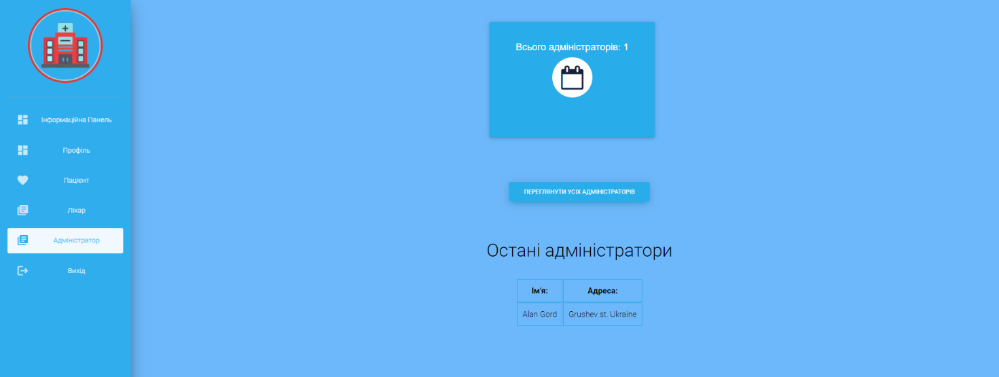 Інформаційна Панель
Профіль
Пацієнт
Лікар
Адміністратор
Вихід
Всього адміністраторів: 1
ПЕРЕГЛЯНУТИ УСІХ АДМІНІСТРАТОРІВ
Остані адміністратори
Ім'я: Адреса:
Alan Gord Grushev st. Ukraine